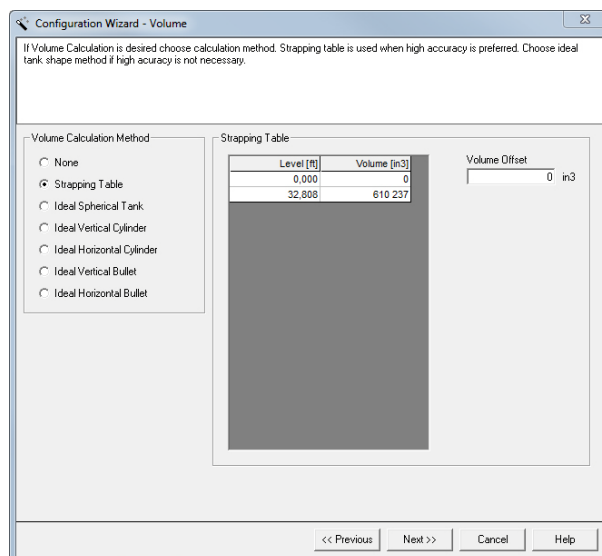 Configuration Wizard - Volume
If Volume Calculation is desired choose calculation method. Strapping table is used when high accuracy is preferred. Choose ideal
tank shape method if high acuracy is not necessary.
Volume Calculation Method
None
Strapping Table
Ideal Spherical Tank
Ideal Vertical Cylinder
Ideal Horizontal Cylinder
Ideal Vertical Bullet
Ideal Horizontal Bullet
Strapping Table
Level [ft] Volume [in3]
0,000 0
32,808 610 237
Volume Offset
0 in3
<< Previous Next >> Cancel Help